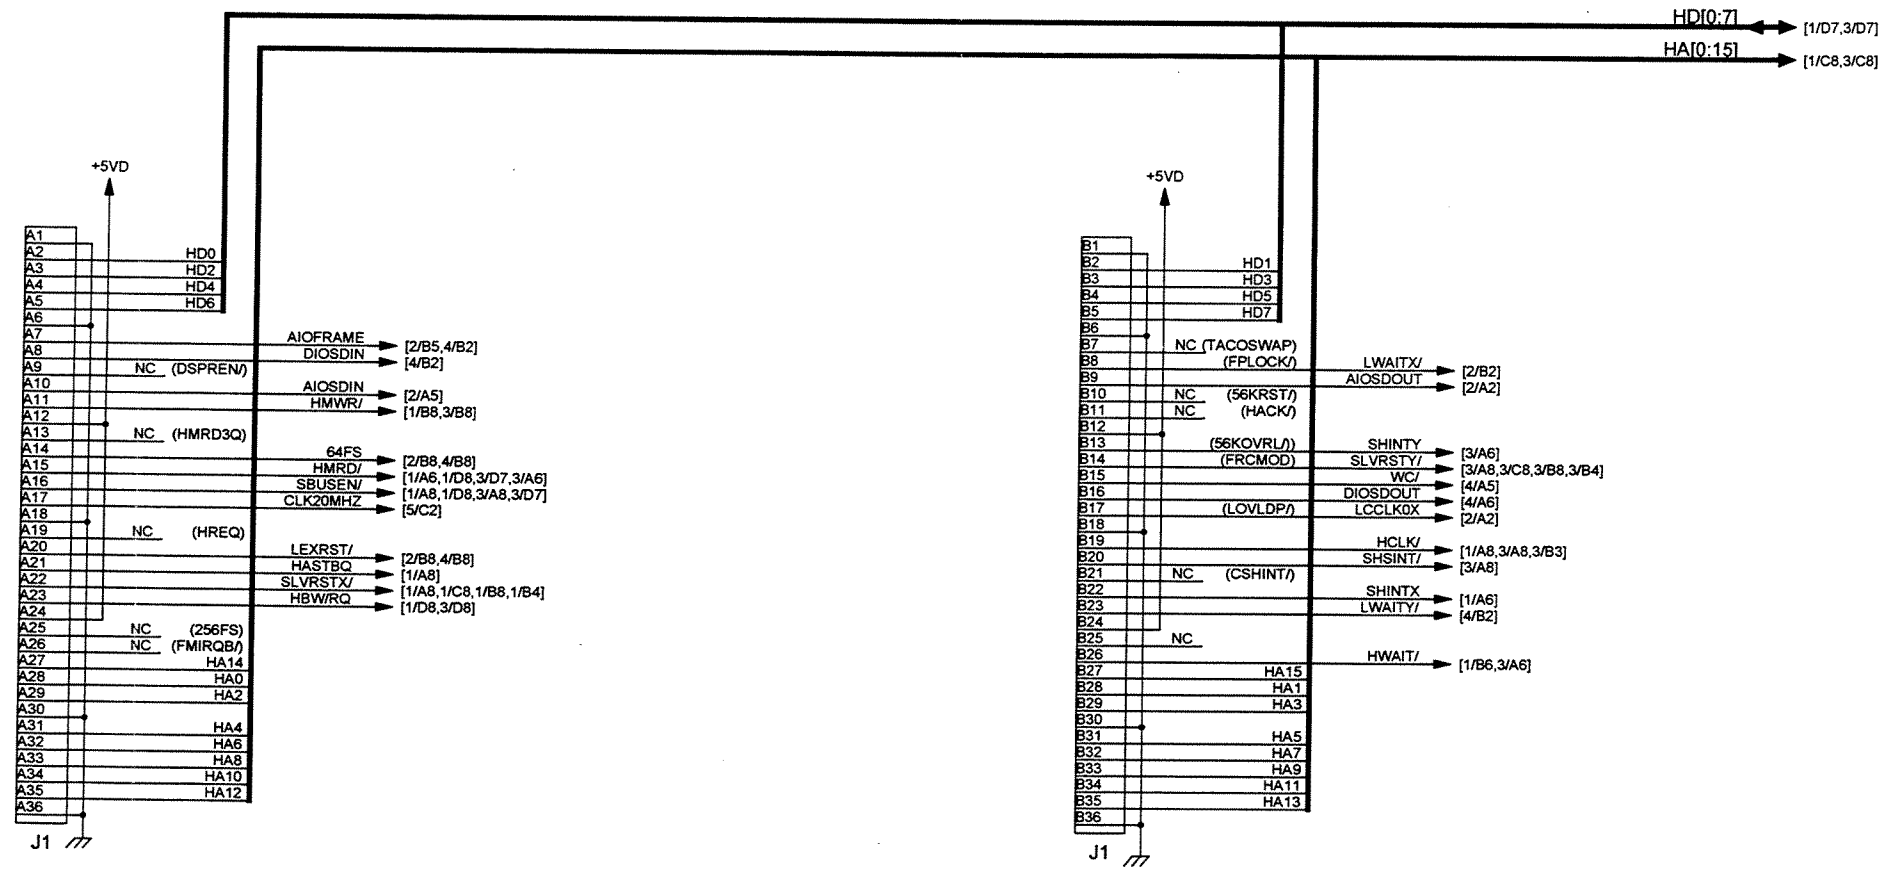 HD[0:7] [1/D7,3/D7]
HA[0:15] [1/C8,3/C8]
+5VD
A1
A2 HD0
A3 HD2
A4 HD4
A5 HD6
A6
A7 AIOFRAME [2/B5,4/B2]
A8 DIOSDIN [4/B2]
A9 NC (DSPREN/)
A10 AIOSDIN [2/A5]
A11 HMWR/ [1/B8,3/B8]
A12
A13 NC (HMRD3Q)
A14 64FS [2/B8,4/B8]
A15 HMRD/ [1/A6,1/D8,3/D7,3/A6]
A16 SBUSEN/ [1/A8,1/D8,3/A8,3/D7]
A17 CLK20MHZ [5/C2]
A18
A19 NC (HREQ)
A20 LEXRST/ [2/B8,4/B8]
A21 HASTBQ [1/A8]
A22 SLVRSTX/ [1/A8,1/C8,1/B8,1/B4]
A23 HBW/RQ [1/D8,3/D8]
A24
A25 NC (256FS)
A26 NC (FMIRQB/)
A27 HA14
A28 HA0
A29 HA2
A30
A31 HA4
A32 HA6
A33 HA8
A34 HA10
A35 HA12
A36
J1
+5VD
B1
B2 HD1
B3 HD3
B4 HD5
B5 HD7
B6
B7 NC (TACOSWAP)
B8 (FPLOCK/) LWAITX/ [2/B2]
B9 AIOSDOUT [2/A2]
B10 NC (56KRST/)
B11 NC (HACK/)
B12
B13 (56KOVRL/)) SHINTY [3/A6]
B14 (FRCMOD) SLVRSTY/ [3/A8,3/C8,3/B8,3/B4]
B15 WC/ [4/A5]
B16 DIOSDOUT [4/A6]
B17 (LOVLDP/) LCCLK0X [2/A2]
B18
B19 HCLK/ [1/A8,3/A8,3/B3]
B20 SHSINT/ [3/A8]
B21 NC (CSHINT/)
B22 SHINTX [1/A6]
B23 LWAITY/ [4/B2]
B24
B25 NC
B26 HWAIT/ [1/B6,3/A6]
B27 HA15
B28 HA1
B29 HA3
B30
B31 HA5
B32 HA7
B33 HA9
B34 HA11
B35 HA13
B36
J1